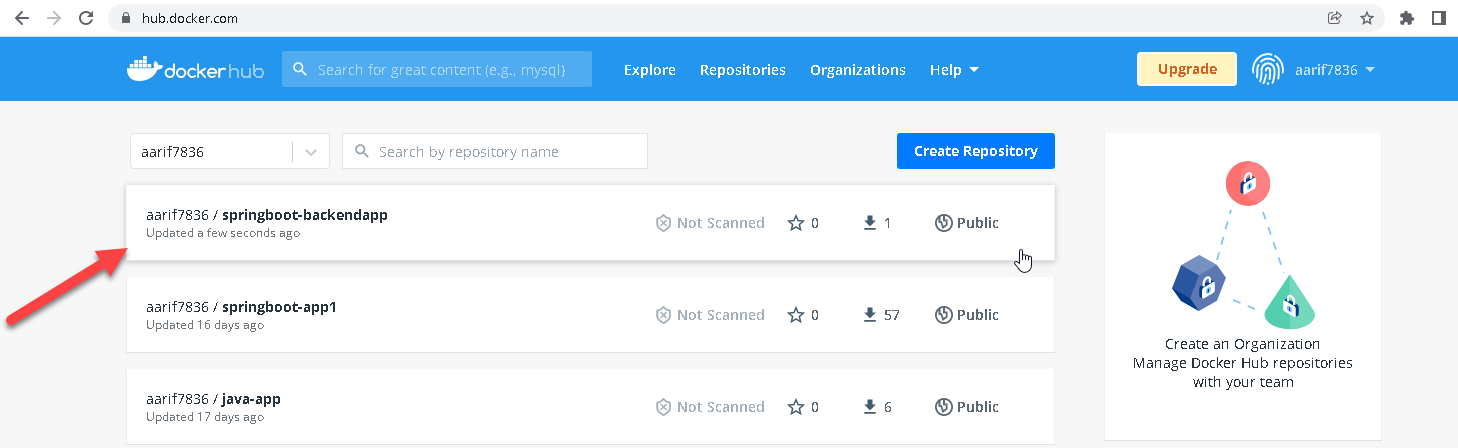 hub.docker.com
docker hub Search for great content (e.g., mysql) Explore Repositories Organizations Help Upgrade aarif7836
aarif7836 Search by repository name Create Repository
aarif7836 / springboot-backendapp Not Scanned 0 1 Public
Updated a few seconds ago
aarif7836 / springboot-app1 Not Scanned 0 57 Public
Updated 16 days ago
aarif7836 / java-app Not Scanned 0 6 Public
Updated 17 days ago
Create an Organization
Manage Docker Hub repositories
with your team